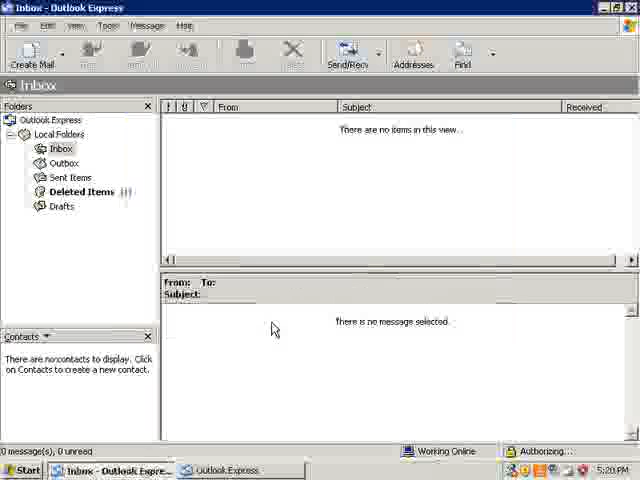 Inbox - Outlook Express
File Edit View Tools Message Help
Create Mail Send/Recv Addresses Find
Inbox
Folders
! From Subject Received
Outlook Express
There are no items in this view.
Local Folders
Inbox
Outbox
Sent Items
Deleted Items (1)
Drafts
From: To:
Subject:
There is no message selected.
Contacts
There are no contacts to display. Click
on Contacts to create a new contact.
0 message(s), 0 unread Working Online Authorizing...
Start Inbox - Outlook Expre... Outlook Express 5:20 PM